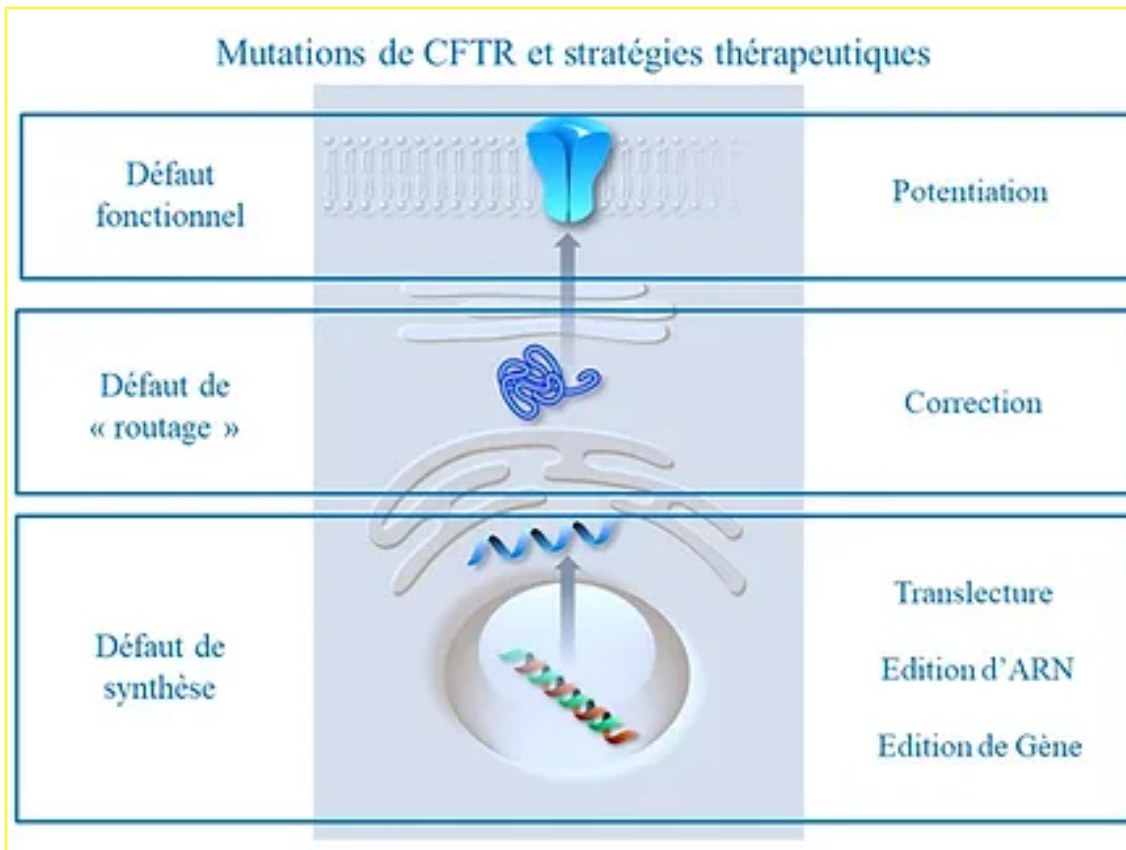 Mutations de CFTR et stratégies thérapeutiques
Défaut
fonctionnel
Potentiation
Défaut de
« routage »
Correction
Défaut de
synthèse
Translecture
Edition d’ARN
Edition de Gène